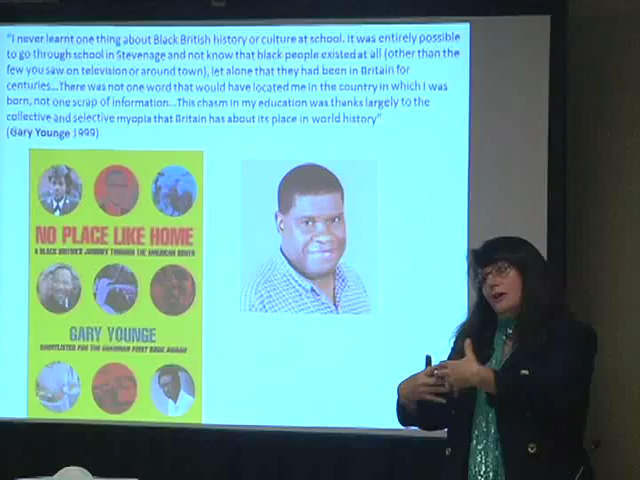 "I never learnt one thing about Black British history or culture at school. It was entirely possible
to go through school in Stevenage and not know that black people existed at all (other than the
few you saw on television or around town), let alone that they had been in Britain for
centuries...There was not one word that would have located me in the country in which I was
born, not one scrap of information...This chasm in my education was thanks largely to the
collective and selective myopia that Britain has about its place in world history"
(Gary Younge 1999)
NO PLACE LIKE HOME
A BLACK BRITON'S JOURNEY THROUGH THE AMERICAN SOUTH
GARY YOUNGE
SHORTLISTED FOR THE GUARDIAN FIRST BOOK AWARD